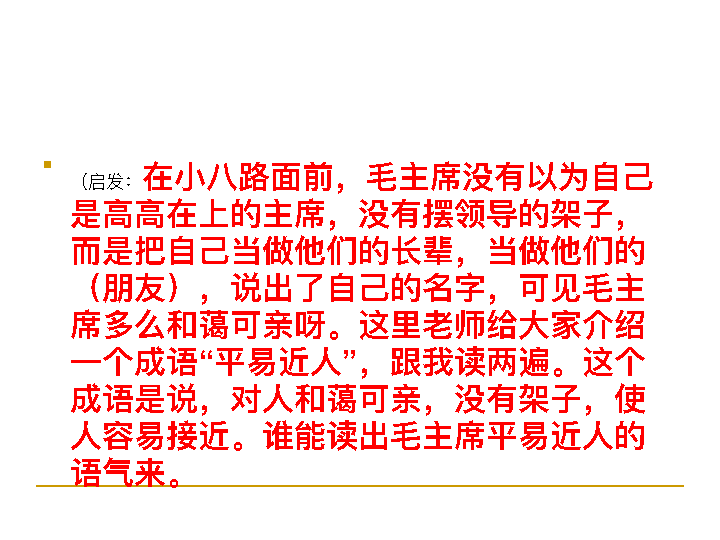 （启发：在小八路面前，毛主席没有以为自己
是高高在上的主席，没有摆领导的架子，
而是把自己当做他们的长辈，当做他们的
（朋友），说出了自己的名字，可见毛主
席多么和蔼可亲呀。这里老师给大家介绍
一个成语“平易近人”，跟我读两遍。这个
成语是说，对人和蔼可亲，没有架子，使
人容易接近。谁能读出毛主席平易近人的
语气来。